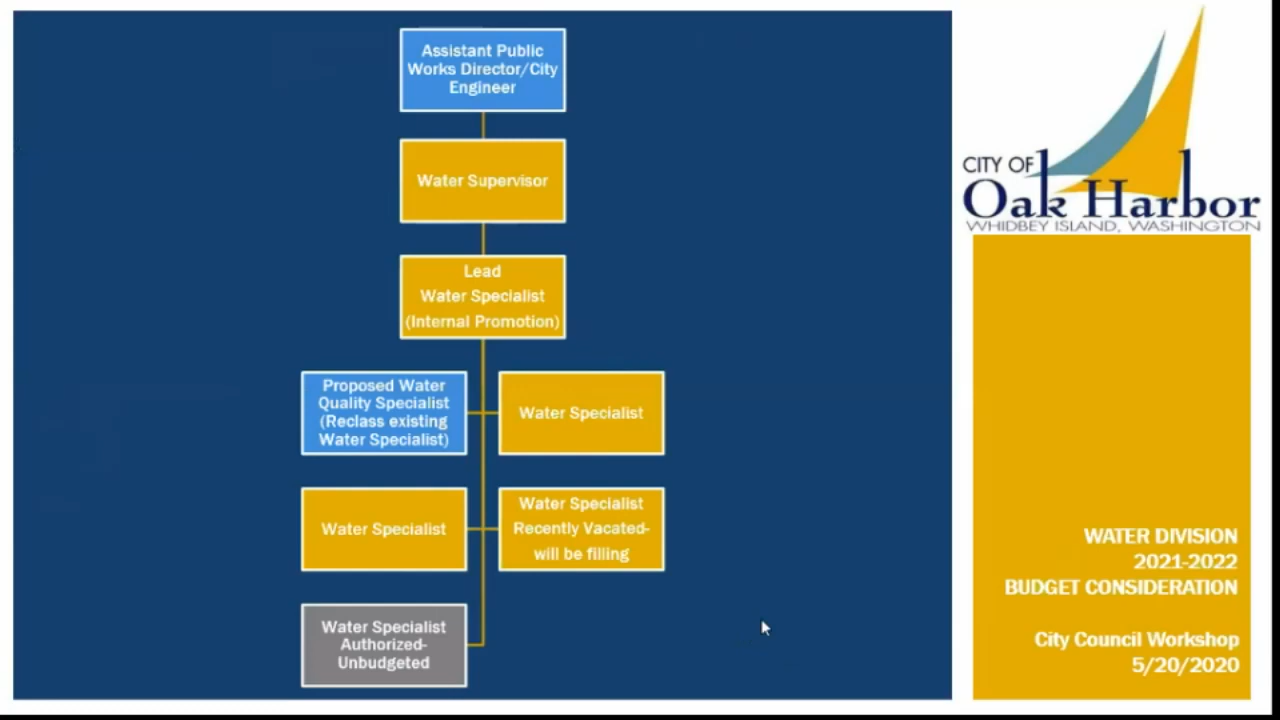 Assistant Public
Works Director/City
Engineer
Water Supervisor
Lead
Water Specialist
(Internal Promotion)
Proposed Water
Quality Specialist
(Reclass existing
Water Specialist)
Water Specialist
Water Specialist
Water Specialist
Recently Vacated-
will be filling
Water Specialist
Authorized-
Unbudgeted
CITY OF
Oak Harbor
WHIDBEY ISLAND, WASHINGTON
WATER DIVISION
2021-2022
BUDGET CONSIDERATION
City Council Workshop
5/20/2020